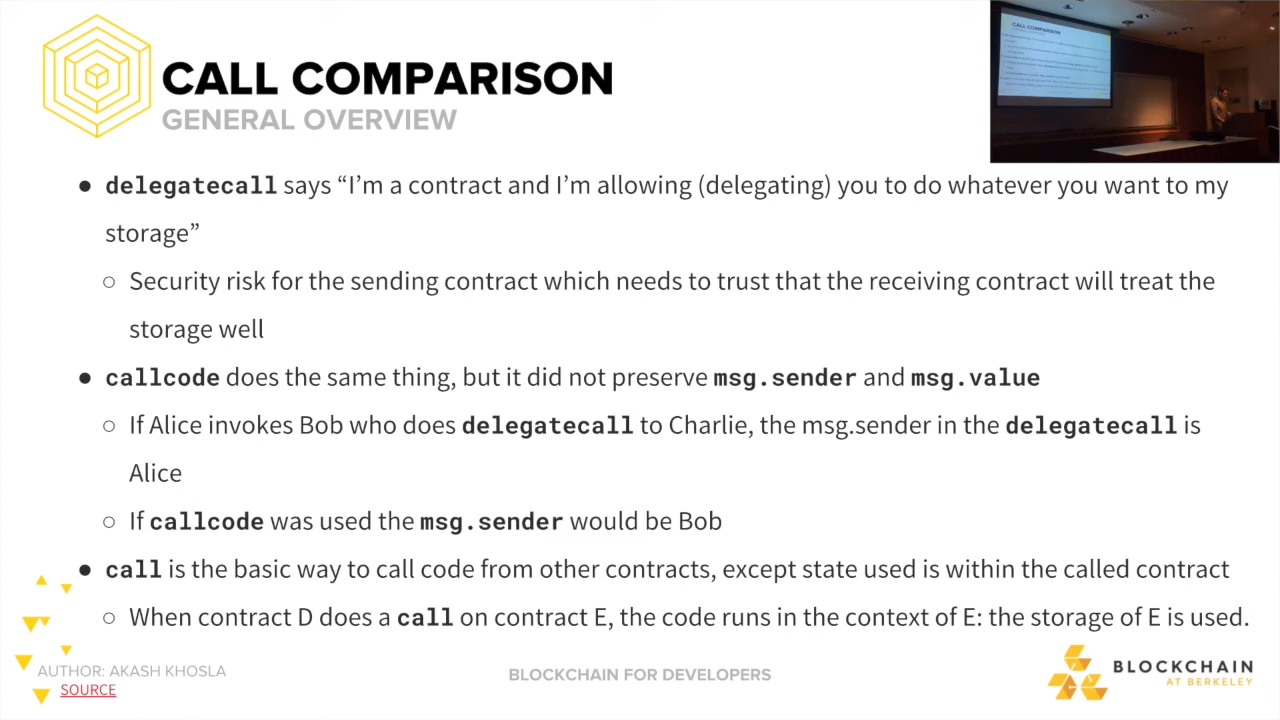 CALL COMPARISON
GENERAL OVERVIEW
CALL COMPARISON
● delegatecall says “I’m a contract and I’m allowing (delegating) you to do whatever you want to my
storage”
○ Security risk for the sending contract which needs to trust that the receiving contract will treat the
storage well
● callcode does the same thing, but it did not preserve msg.sender and msg.value
○ If Alice invokes Bob who does delegatecall to Charlie, the msg.sender in the delegatecall is
Alice
○ If callcode was used the msg.sender would be Bob
● call is the basic way to call code from other contracts, except state used is within the called contract
○ When contract D does a call on contract E, the code runs in the context of E: the storage of E is used.
AUTHOR: AKASH KHOSLA
SOURCE
BLOCKCHAIN FOR DEVELOPERS
BLOCKCHAIN
AT BERKELEY